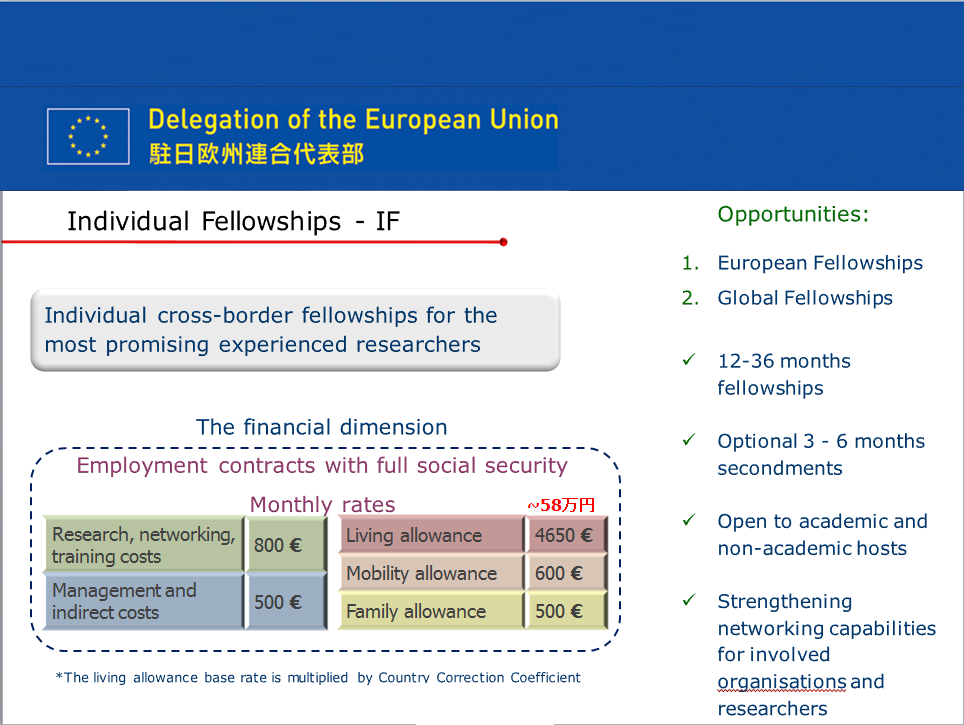 Delegation of the European Union
駐日欧州連合代表部
Individual Fellowships - IF
Individual cross-border fellowships for the
most promising experienced researchers
The financial dimension
Employment contracts with full social security
Monthly rates
~58万円
Research, networking,
training costs
800 €
Management and
indirect costs
500 €
Living allowance
4650 €
Mobility allowance
600 €
Family allowance
500 €
*The living allowance base rate is multiplied by Country Correction Coefficient
Opportunities:
1. European Fellowships
2. Global Fellowships
✓ 12-36 months
fellowships
✓ Optional 3 - 6 months
secondments
✓ Open to academic and
non-academic hosts
✓ Strengthening
networking capabilities
for involved
organisations and
researchers